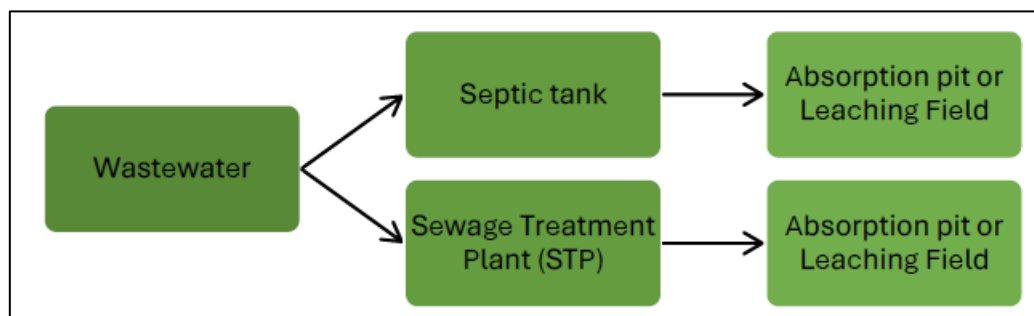 Wastewater
Septic tank
Absorption pit or
Leaching Field
Sewage Treatment
Plant (STP)
Absorption pit or
Leaching Field